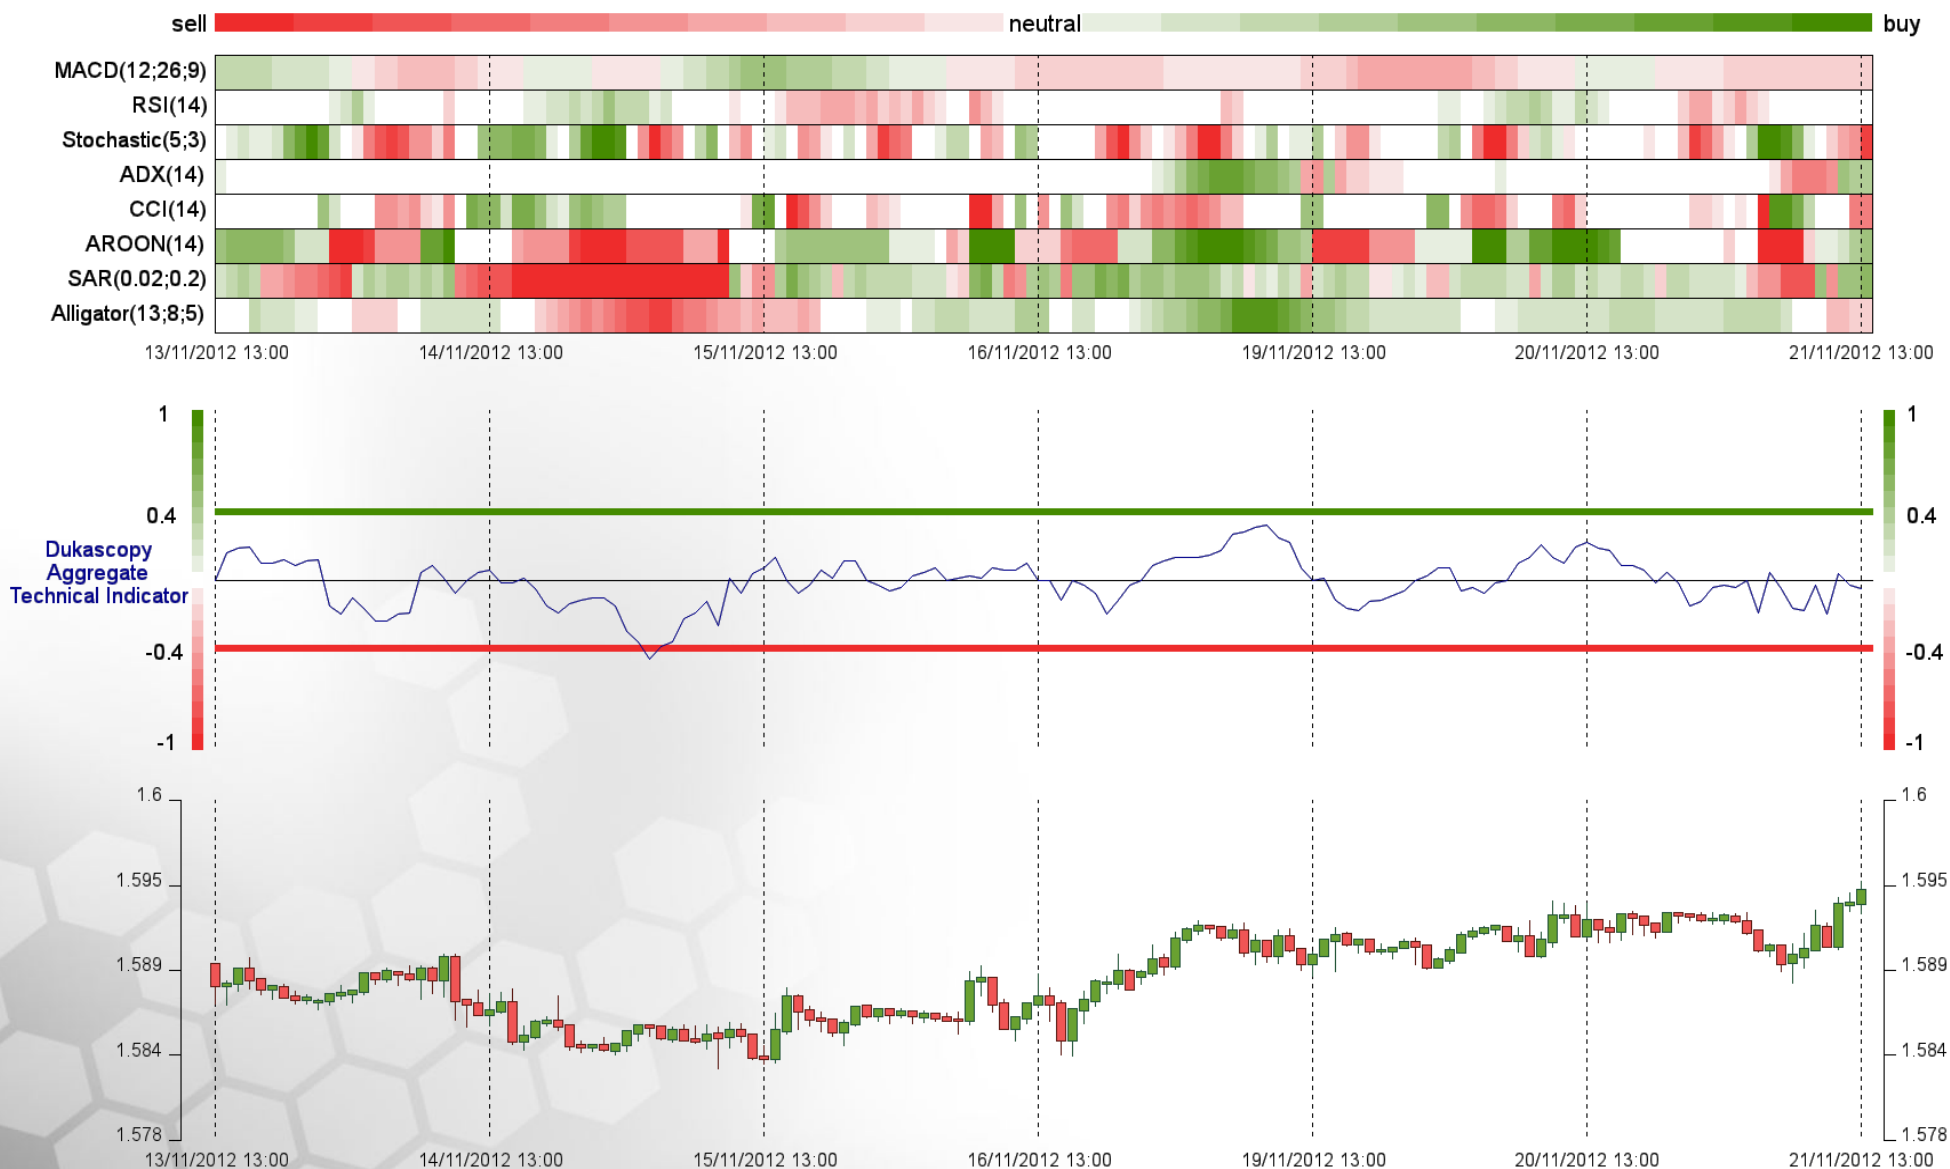 sell neutral buy
MACD(12;26;9)
RSI(14)
Stochastic(5;3)
ADX(14)
CCI(14)
AROON(14)
SAR(0.02;0.2)
Alligator(13;8;5)
13/11/2012 13:00 14/11/2012 13:00 15/11/2012 13:00 16/11/2012 13:00 19/11/2012 13:00 20/11/2012 13:00 21/11/2012 13:00
1 1
0.4 0.4
Dukascopy
Aggregate
Technical Indicator
-0.4 -0.4
-1 -1
1.6 1.6
1.595 1.595
1.589 1.589
1.584 1.584
1.578 1.578
13/11/2012 13:00 14/11/2012 13:00 15/11/2012 13:00 16/11/2012 13:00 19/11/2012 13:00 20/11/2012 13:00 21/11/2012 13:00